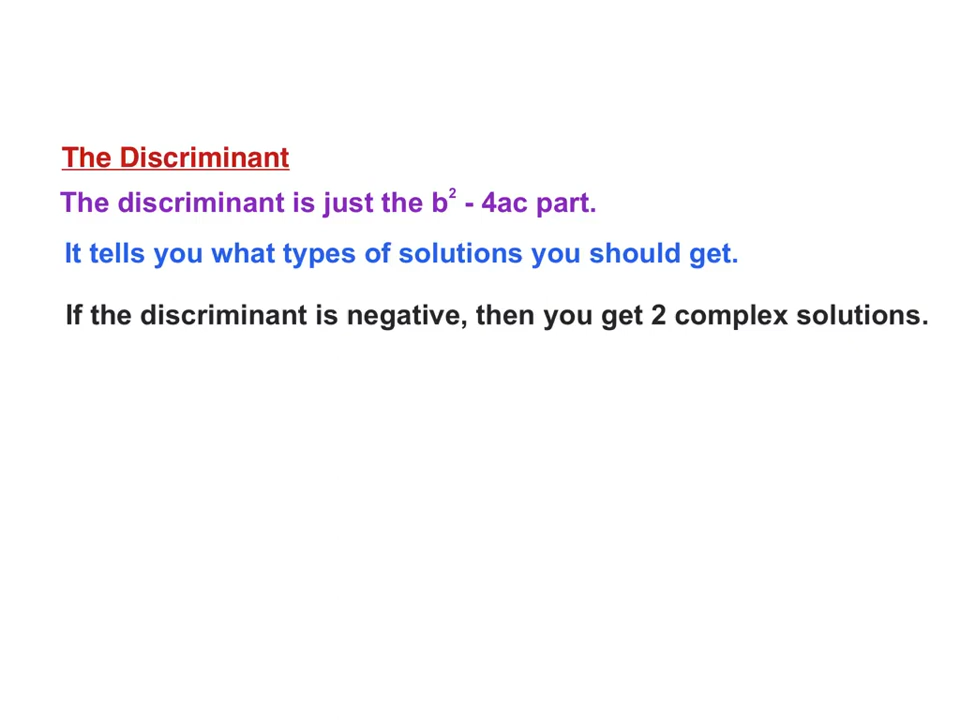 The Discriminant
The discriminant is just the b² - 4ac part.
It tells you what types of solutions you should get.
If the discriminant is negative, then you get 2 complex solutions.